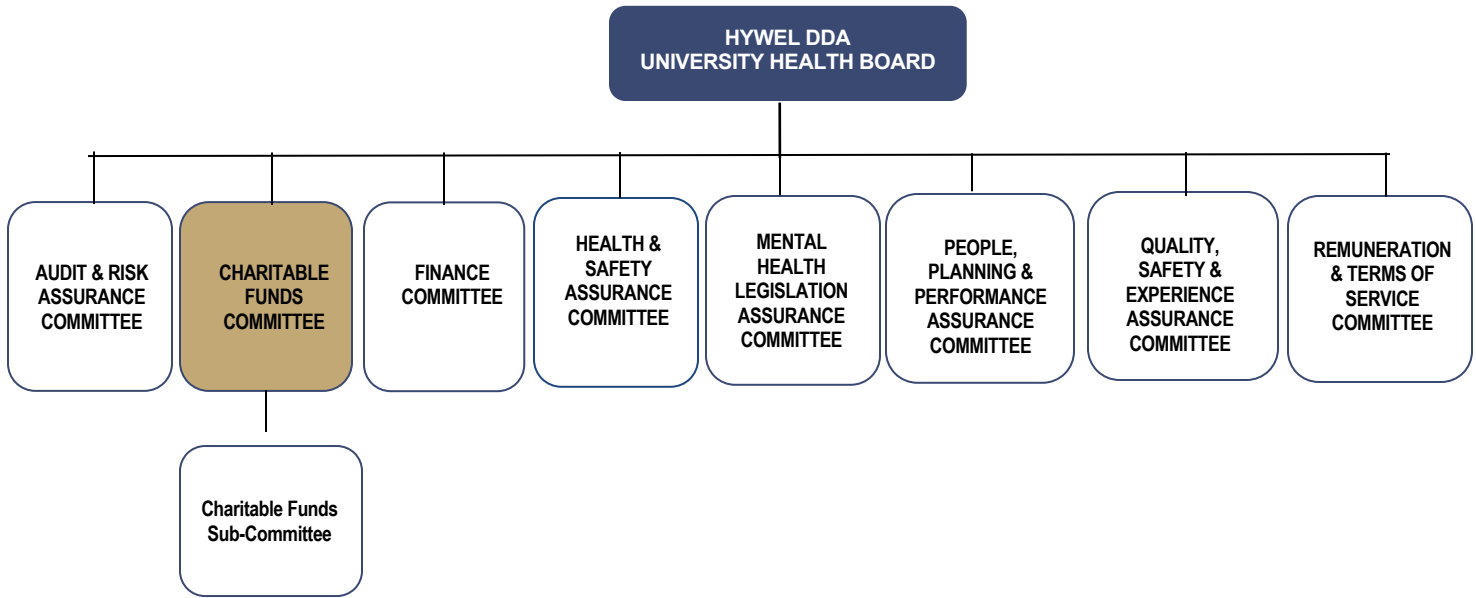 HYWEL DDA
UNIVERSITY HEALTH BOARD
AUDIT & RISK
ASSURANCE
COMMITTEE
CHARITABLE
FUNDS
COMMITTEE
FINANCE
COMMITTEE
HEALTH &
SAFETY
ASSURANCE
COMMITTEE
MENTAL
HEALTH
LEGISLATION
ASSURANCE
COMMITTEE
PEOPLE,
PLANNING &
PERFORMANCE
ASSURANCE
COMMITTEE
QUALITY,
SAFETY &
EXPERIENCE
ASSURANCE
COMMITTEE
REMUNERATION
& TERMS OF
SERVICE
COMMITTEE
Charitable Funds
Sub-Committee